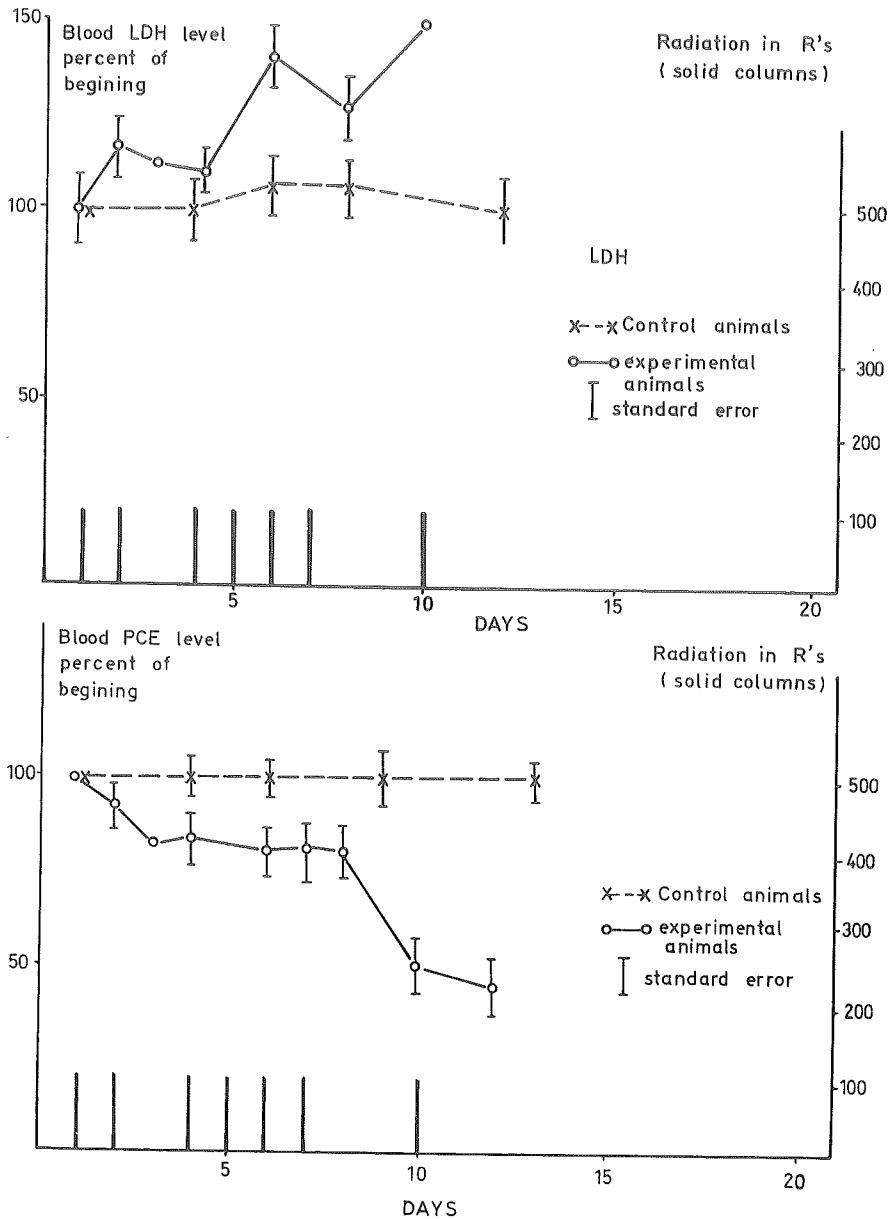 150
Blood LDH level
percent of
begining
Radiation in R's
(solid columns)
100
500
LDH
400
x--x Control animals
300
o—o experimental
animals
50
standard error
200
100
5
10
15
20
DAYS
Blood PCE level
percent of
begining
Radiation in R's
(solid columns)
100
500
400
x--x Control animals
300
o—o experimental
animals
50
standard error
200
100
5
10
15
20
DAYS